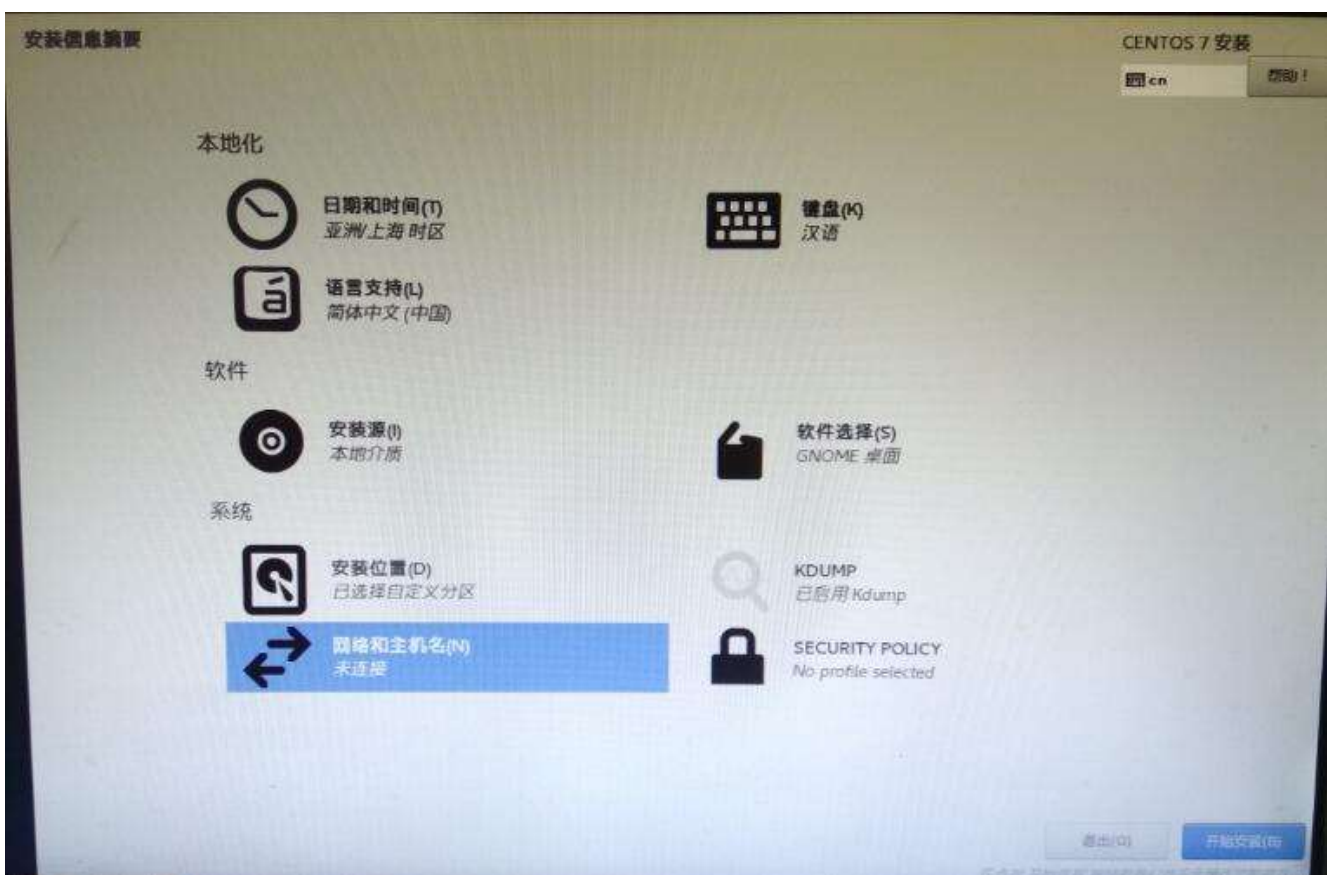 安装信息摘要
CENTOS 7 安装
cn
帮助！
本地化
日期和时间(T)
亚洲/上海 时区
键盘(K)
汉语
语言支持(L)
简体中文 (中国)
软件
安装源(I)
本地介质
软件选择(S)
GNOME 桌面
系统
安装位置(D)
已选择自定义分区
KDUMP
已启用 Kdump
网络和主机名(N)
未连接
SECURITY POLICY
No profile selected
退出(Q)
开始安装(B)